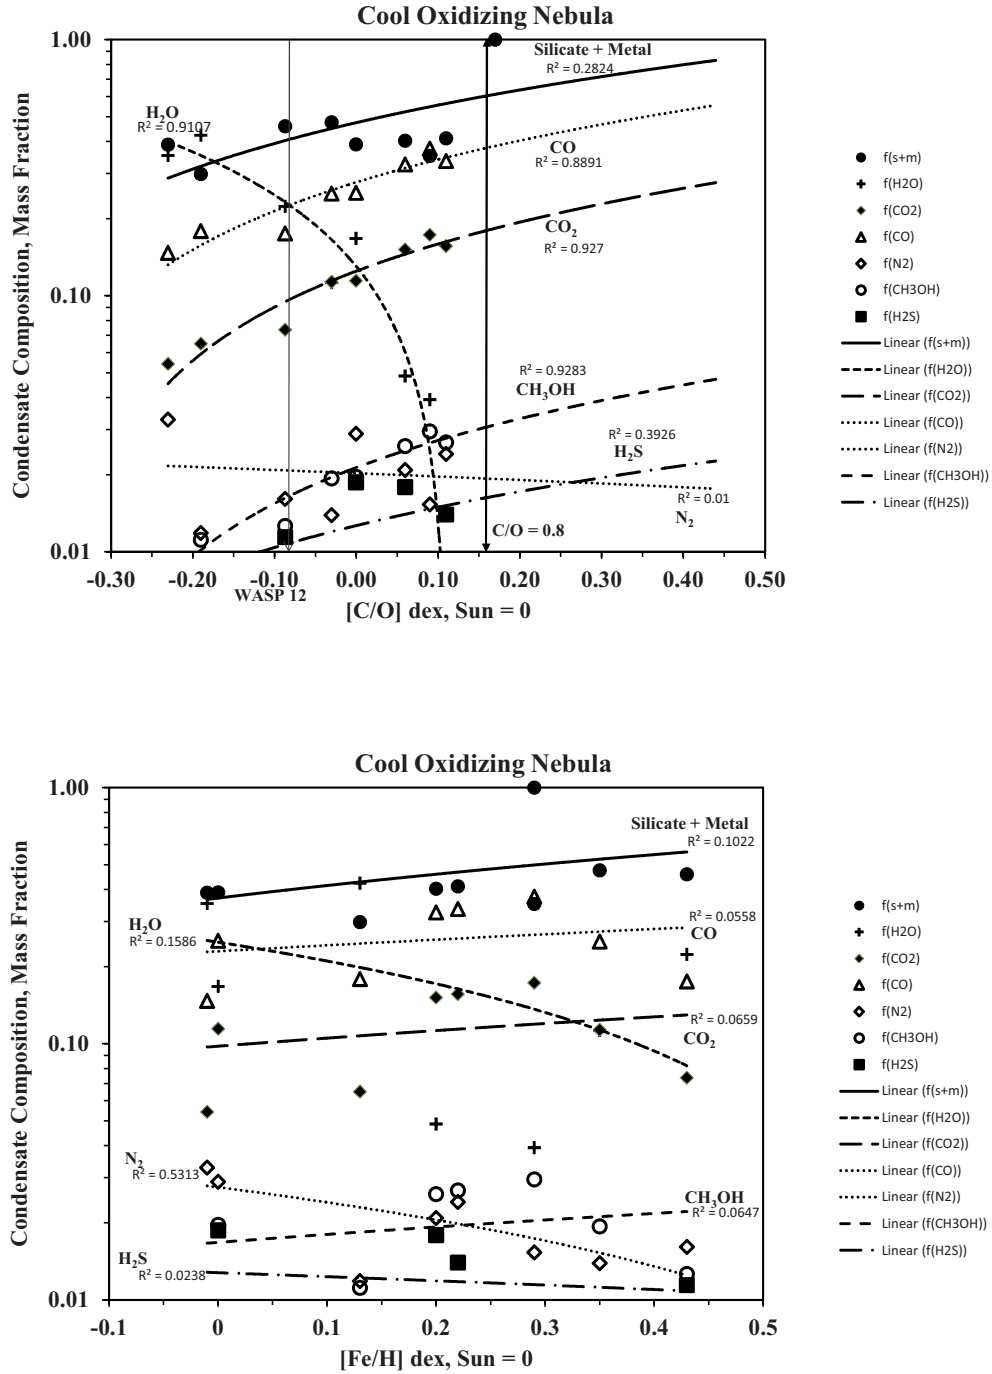 Cool Oxidizing Nebula
Condensate Composition, Mass Fraction
1.00
0.10
0.01
H₂O
R² = 0.9107
Silicate + Metal
R² = 0.2824
CO
R² = 0.8891
CO₂
R² = 0.927
R² = 0.9283
CH₃OH
R² = 0.3926
H₂S
R² = 0.01
N₂
C/O = 0.8
-0.30 -0.20 -0.10 0.00 0.10 0.20 0.30 0.40 0.50
WASP 12
[C/O] dex, Sun = 0
f(s+m)
f(H2O)
f(CO2)
f(CO)
f(N2)
f(CH3OH)
f(H2S)
Linear (f(s+m))
Linear (f(H2O))
Linear (f(CO2))
Linear (f(CO))
Linear (f(N2))
Linear (f(CH3OH))
Linear (f(H2S))
Cool Oxidizing Nebula
Condensate Composition, Mass Fraction
1.00
0.10
0.01
Silicate + Metal
R² = 0.1022
H₂O
R² = 0.1586
R² = 0.0558
CO
R² = 0.0659
CO₂
N₂
R² = 0.5313
CH₃OH
R² = 0.0647
H₂S
R² = 0.0238
-0.1 0 0.1 0.2 0.3 0.4 0.5
[Fe/H] dex, Sun = 0
f(s+m)
f(H2O)
f(CO2)
f(CO)
f(N2)
f(CH3OH)
f(H2S)
Linear (f(s+m))
Linear (f(H2O))
Linear (f(CO2))
Linear (f(CO))
Linear (f(N2))
Linear (f(CH3OH))
Linear (f(H2S))